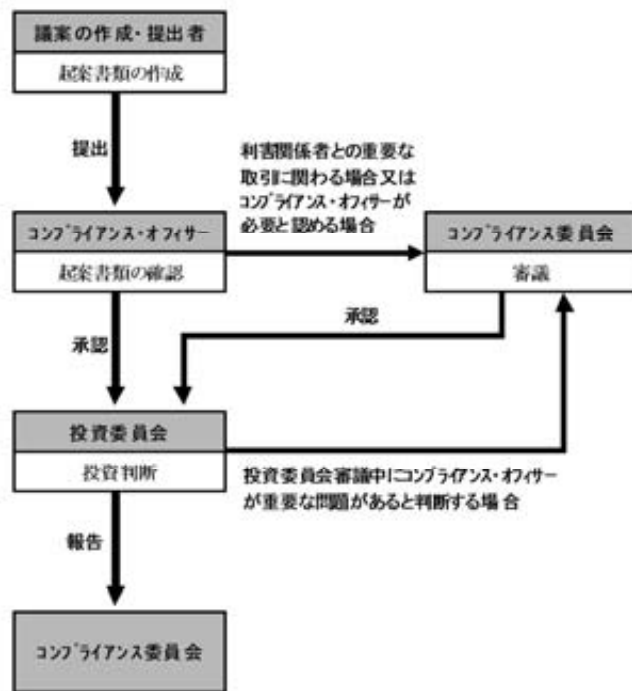 議案の作成・提出者
起案書類の作成
提出
利害関係者との重要な
取引に関わる場合又は
コンプライアンス・オフィサーが
必要と認める場合
コンプライアンス・オフィサー
起案書類の確認
コンプライアンス委員会
審議
承認
承認
投資委員会
投資判断
投資委員会審議中にコンプライアンス・オフィサー
が重要な問題があると判断する場合
報告
コンプライアンス委員会